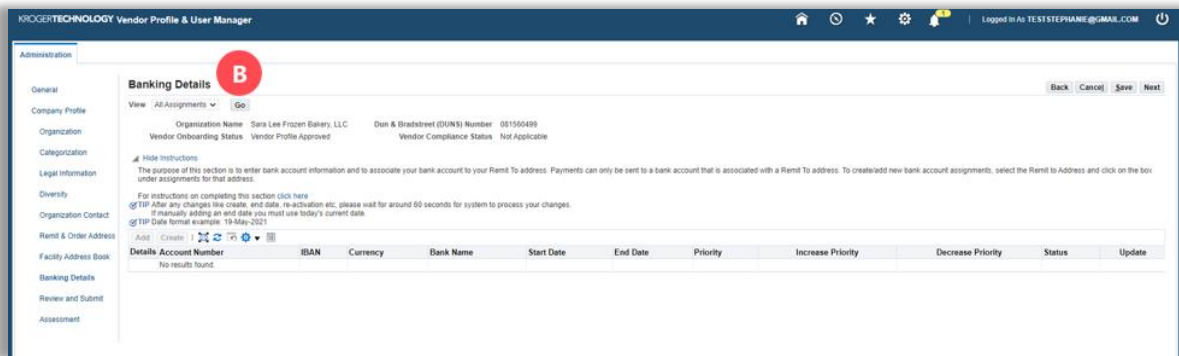 KROGERTECHNOLOGY Vendor Profile & User Manager
1
Logged In As TESTSTEPHANIE@GMAIL.COM
Administration
B
General
Company Profile
Organization
Categorization
Legal Information
Diversity
Organization Contact
Remit & Order Address
Facility Address Book
Banking Details
Review and Submit
Assessment
Banking Details
Back Cancel Save Next
View All Assignments Go
Organization Name Sara Lee Frozen Bakery, LLC Dun & Bradstreet (DUNS) Number 081560499
Vendor Onboarding Status Vendor Profile Approved Vendor Compliance Status Not Applicable
Hide Instructions
The purpose of this section is to enter bank account information and to associate your bank account to your Remit To address. Payments can only be sent to a bank account that is associated with a Remit To address. To create/add new bank account assignments, select the Remit to Address and click on the box
under assignments for that address.
For instructions on completing this section click here
TIP After any changes like create, end date, re-activation etc, please wait for around 60 seconds for system to process your changes.
If manually adding an end date you must use today's current date.
TIP Date format example: 19-May-2021
Add Create
Details Account Number IBAN Currency Bank Name Start Date End Date Priority Increase Priority Decrease Priority Status Update
No results found.